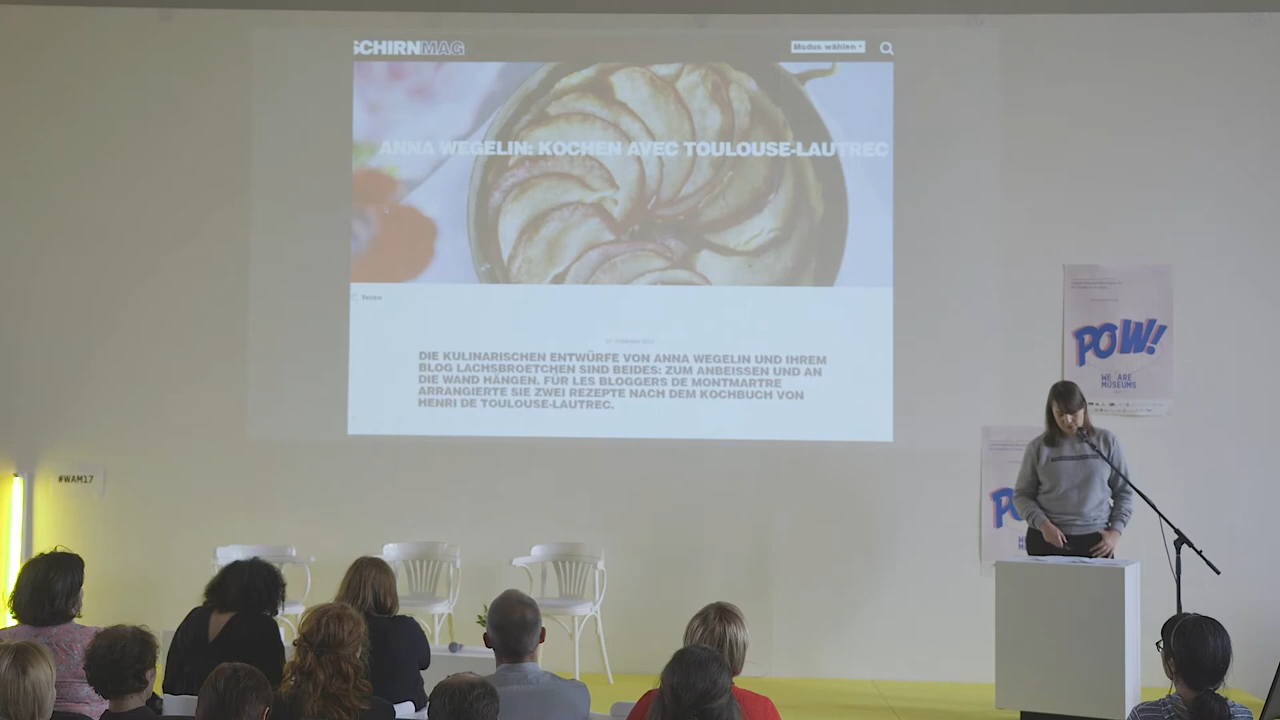 SCHIRNMAG
Modus wählen
ANNA WEGELIN: KOCHEN AVEC TOULOUSE-LAUTREC
Teilen
DIE KULINARISCHEN ENTWÜRFE VON ANNA WEGELIN UND IHREM
BLOG LACHSBROETCHEN SIND BEIDES: ZUM ANBEISSEN UND AN
DIE WAND HÄNGEN. FÜR LES BLOGGERS DE MONTMARTRE
ARRANGIERTE SIE ZWEI REZEPTE NACH DEM KOCHBUCH VON
HENRI DE TOULOUSE-LAUTREC.
POW!
WE ARE
MUSEUMS
#WAM17